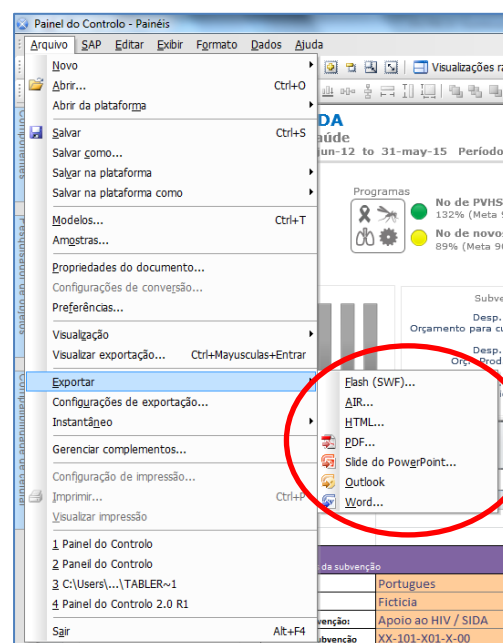 Painel do Controlo - Painéis
Arquivo SAP Editar Exibir Formato Dados Ajuda
Novo
Visualizações
Abrir... Ctrl+O
Abrir da plataforma
Salvar Ctrl+S
Salvar como...
Salvar na plataforma
Salvar na plataforma como
Modelos... Ctrl+T
Amostras...
Propriedades do documento...
Configurações de conversão...
Preferências...
Visualização
Visualizar exportação... Ctrl+Mayusculas+Entrar
Exportar
Configurações de exportação...
Instantâneo
Gerenciar complementos...
Configuração de impressão...
Imprimir... Ctrl+P
Visualizar impressão
1 Painel do Controlo
2 Paneil do Controlo
3 C:\Users\...\TABLER~1
4 Painel do Controlo 2.0 R1
Sair Alt+F4
Componentes
IDA
aúde
jun-12 to 31-may-15 Período
Programas
No de PVHS
132% (Meta
No de novos
89% (Meta
Subve
Desp.
Orçamento para cu
Desp.
Flash (SWF)...
AIR...
HTML...
PDF...
Slide do PowerPoint...
Outlook
Word...
da subvenção
Portugues
Ficticia
Apoio ao HIV / SIDA
XX-101-X01-X-00